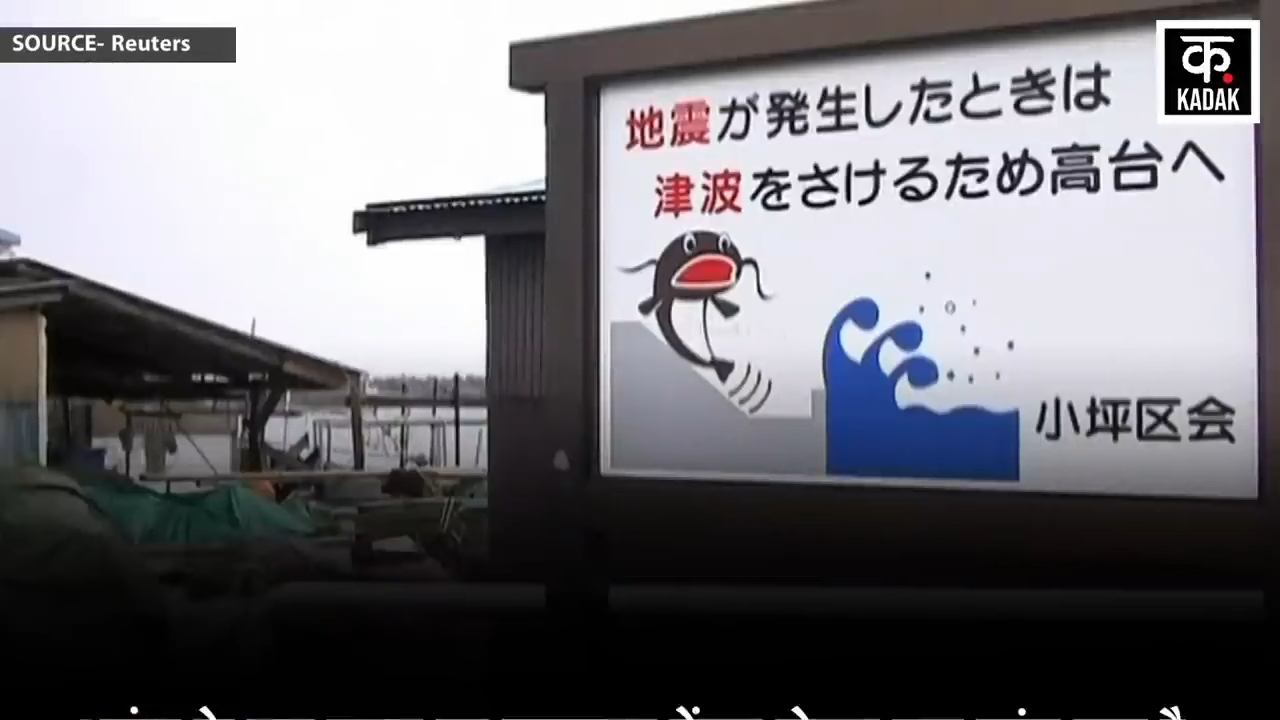 SOURCE- Reuters
क.
KADAK
地震が発生したときは
津波をさけるため高台へ
小坪区会